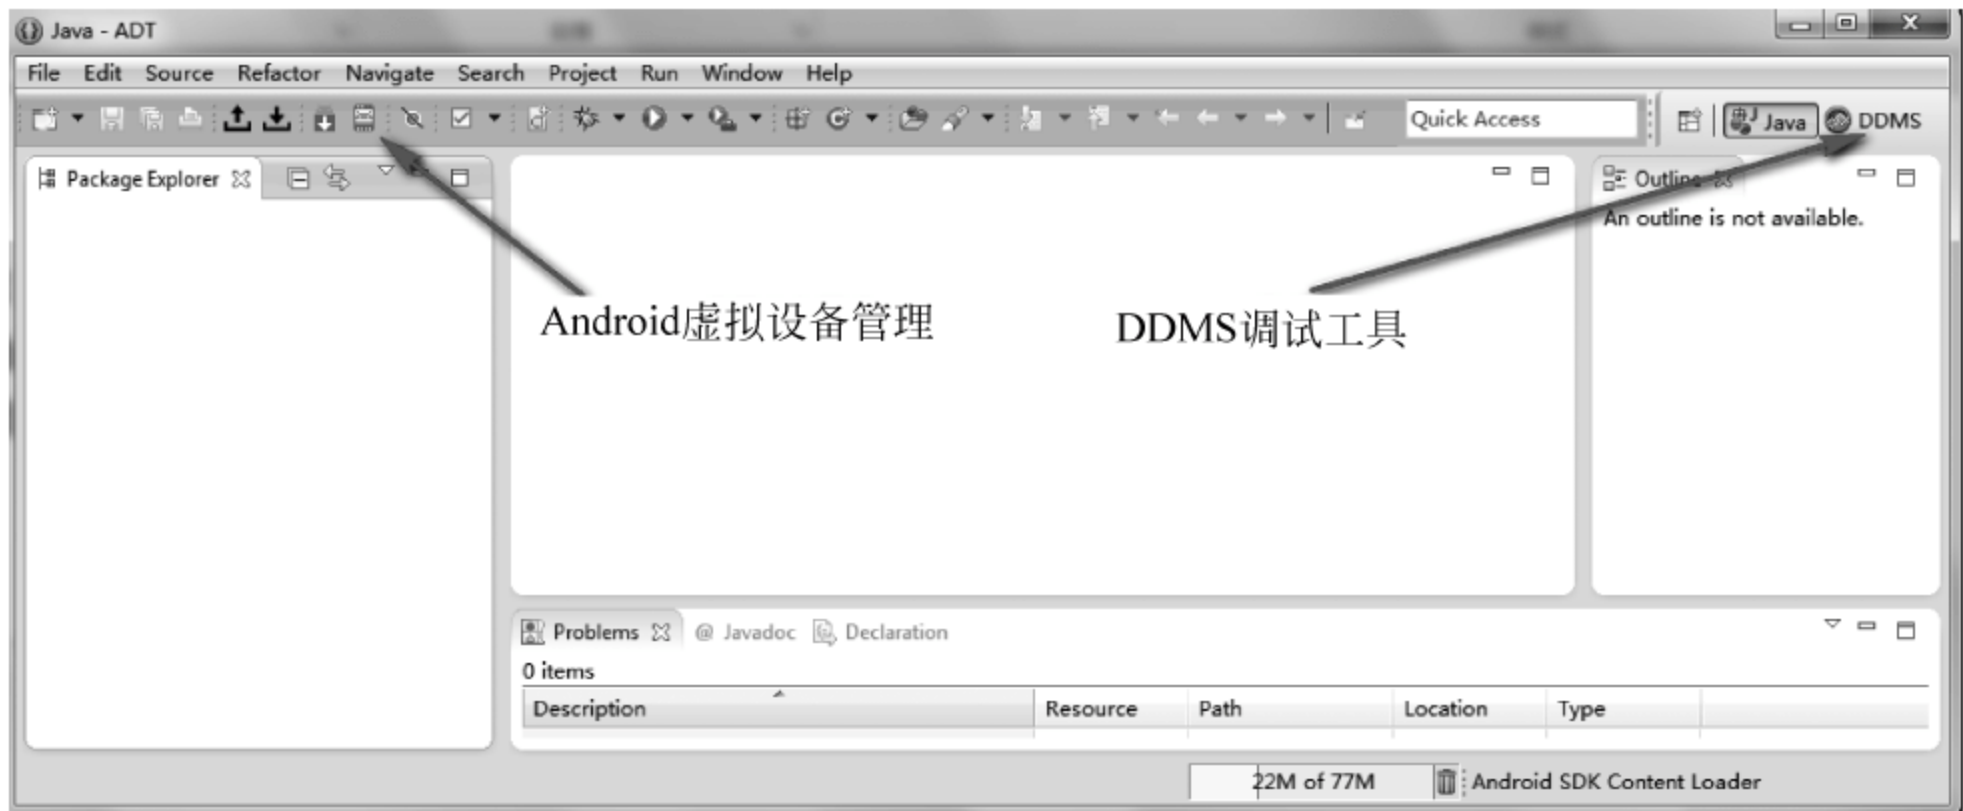 Java - ADT
File Edit Source Refactor Navigate Search Project Run Window Help
Quick Access Java DDMS
Package Explorer
Outline
An outline is not available.
Android虚拟设备管理
DDMS调试工具
Problems @ Javadoc Declaration
0 items
Description Resource Path Location Type
22M of 77M Android SDK Content Loader